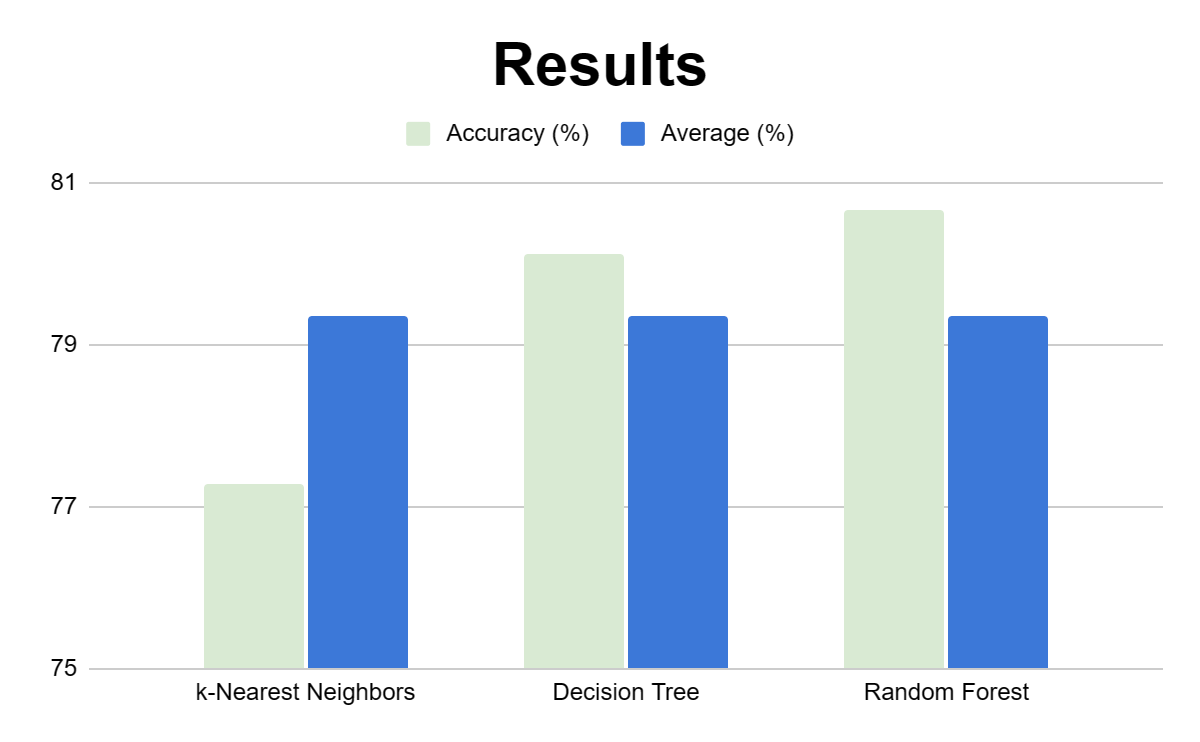 Results
Accuracy (%) Average (%)
81
79
77
75
k-Nearest Neighbors Decision Tree Random Forest